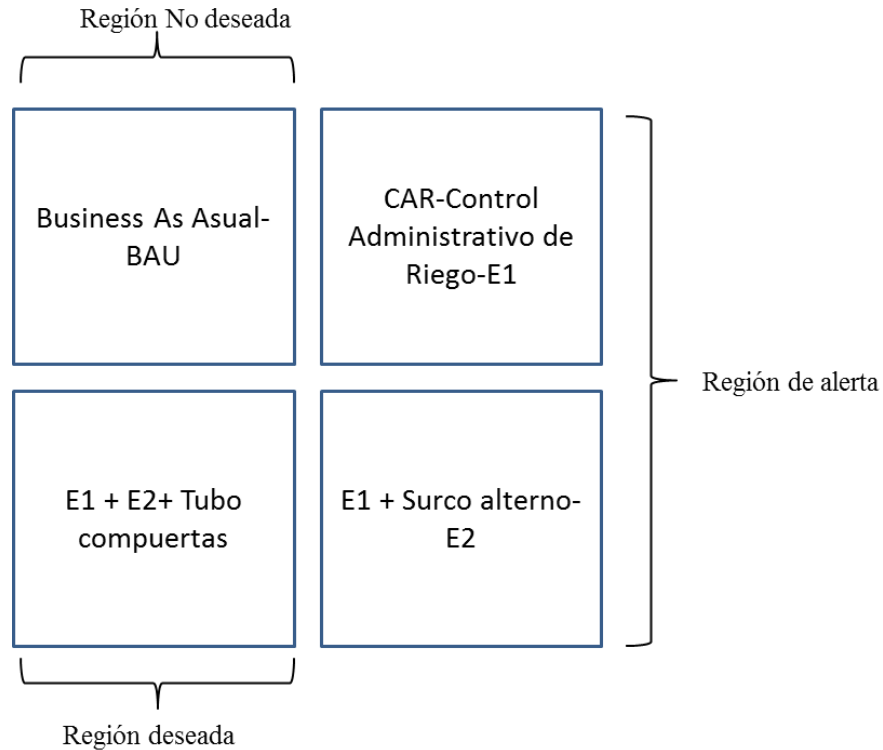 Región No deseada
Business As Asual-
BAU
CAR-Control
Administrativo de
Riego-E1
Región de alerta
E1 + E2+ Tubo
compuertas
E1 + Surco alterno-
E2
Región deseada